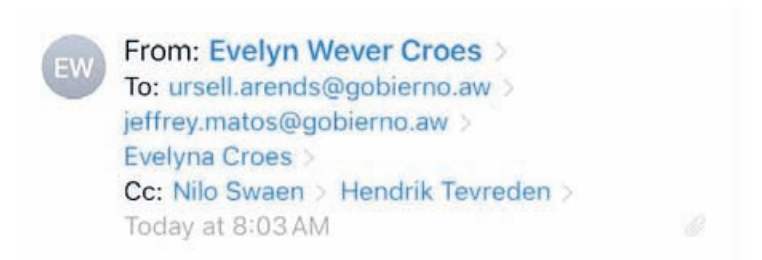 EW
From: Evelyn Wever Croes >
To: ursell.arends@gobierno.aw >
jeffrey.matos@gobierno.aw >
Evelyna Croes >
Cc: Nilo Swaen > Hendrik Tevreden >
Today at 8:03 AM